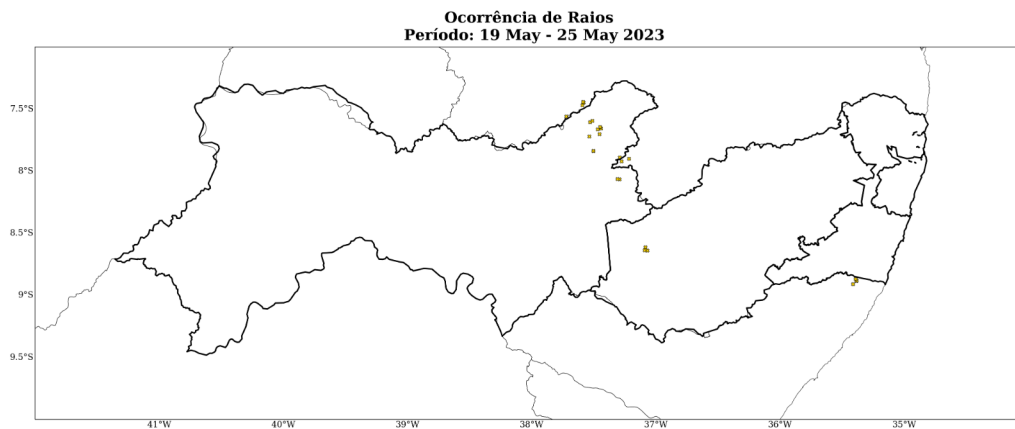 Ocorrência de Raios
Período: 19 May - 25 May 2023
7.5°S
8°S
8.5°S
9°S
9.5°S
41°W
40°W
39°W
38°W
37°W
36°W
35°W